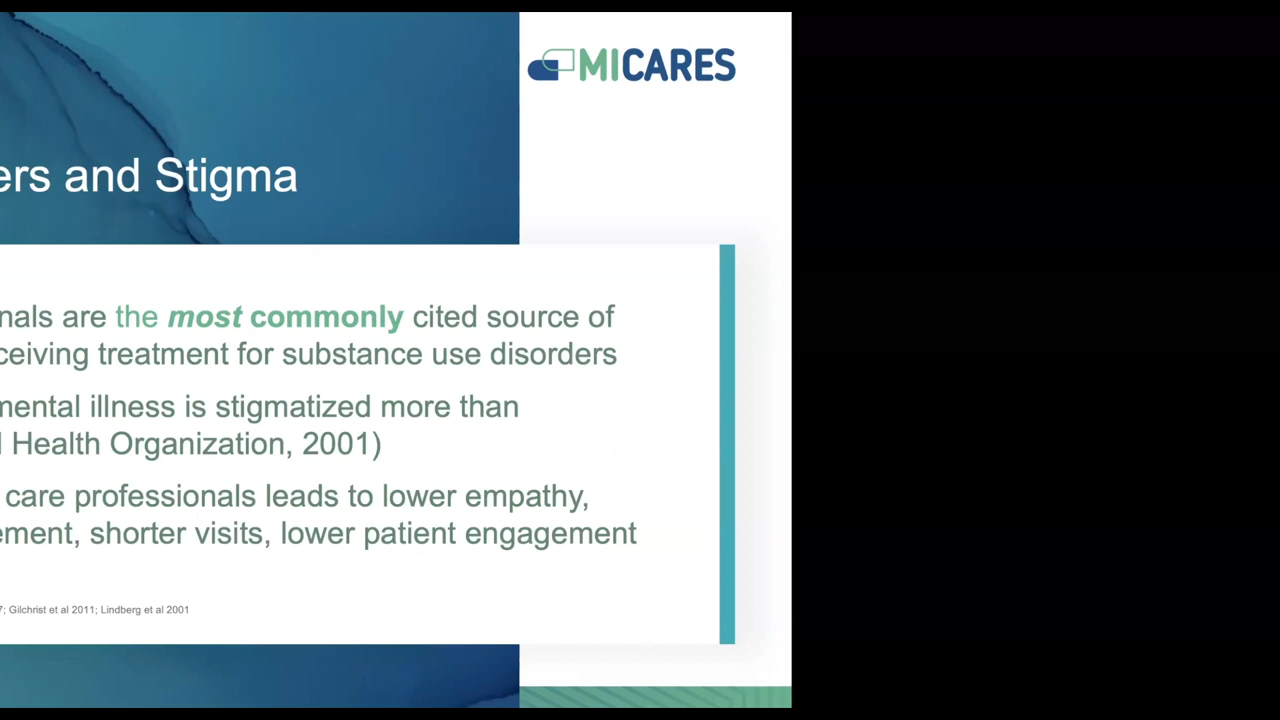 MICARES
ers and Stigma
nals are the most commonly cited source of
ceiving treatment for substance use disorders
mental illness is stigmatized more than
Health Organization, 2001)
care professionals leads to lower empathy,
ement, shorter visits, lower patient engagement
7; Gilchrist et al 2011; Lindberg et al 2001